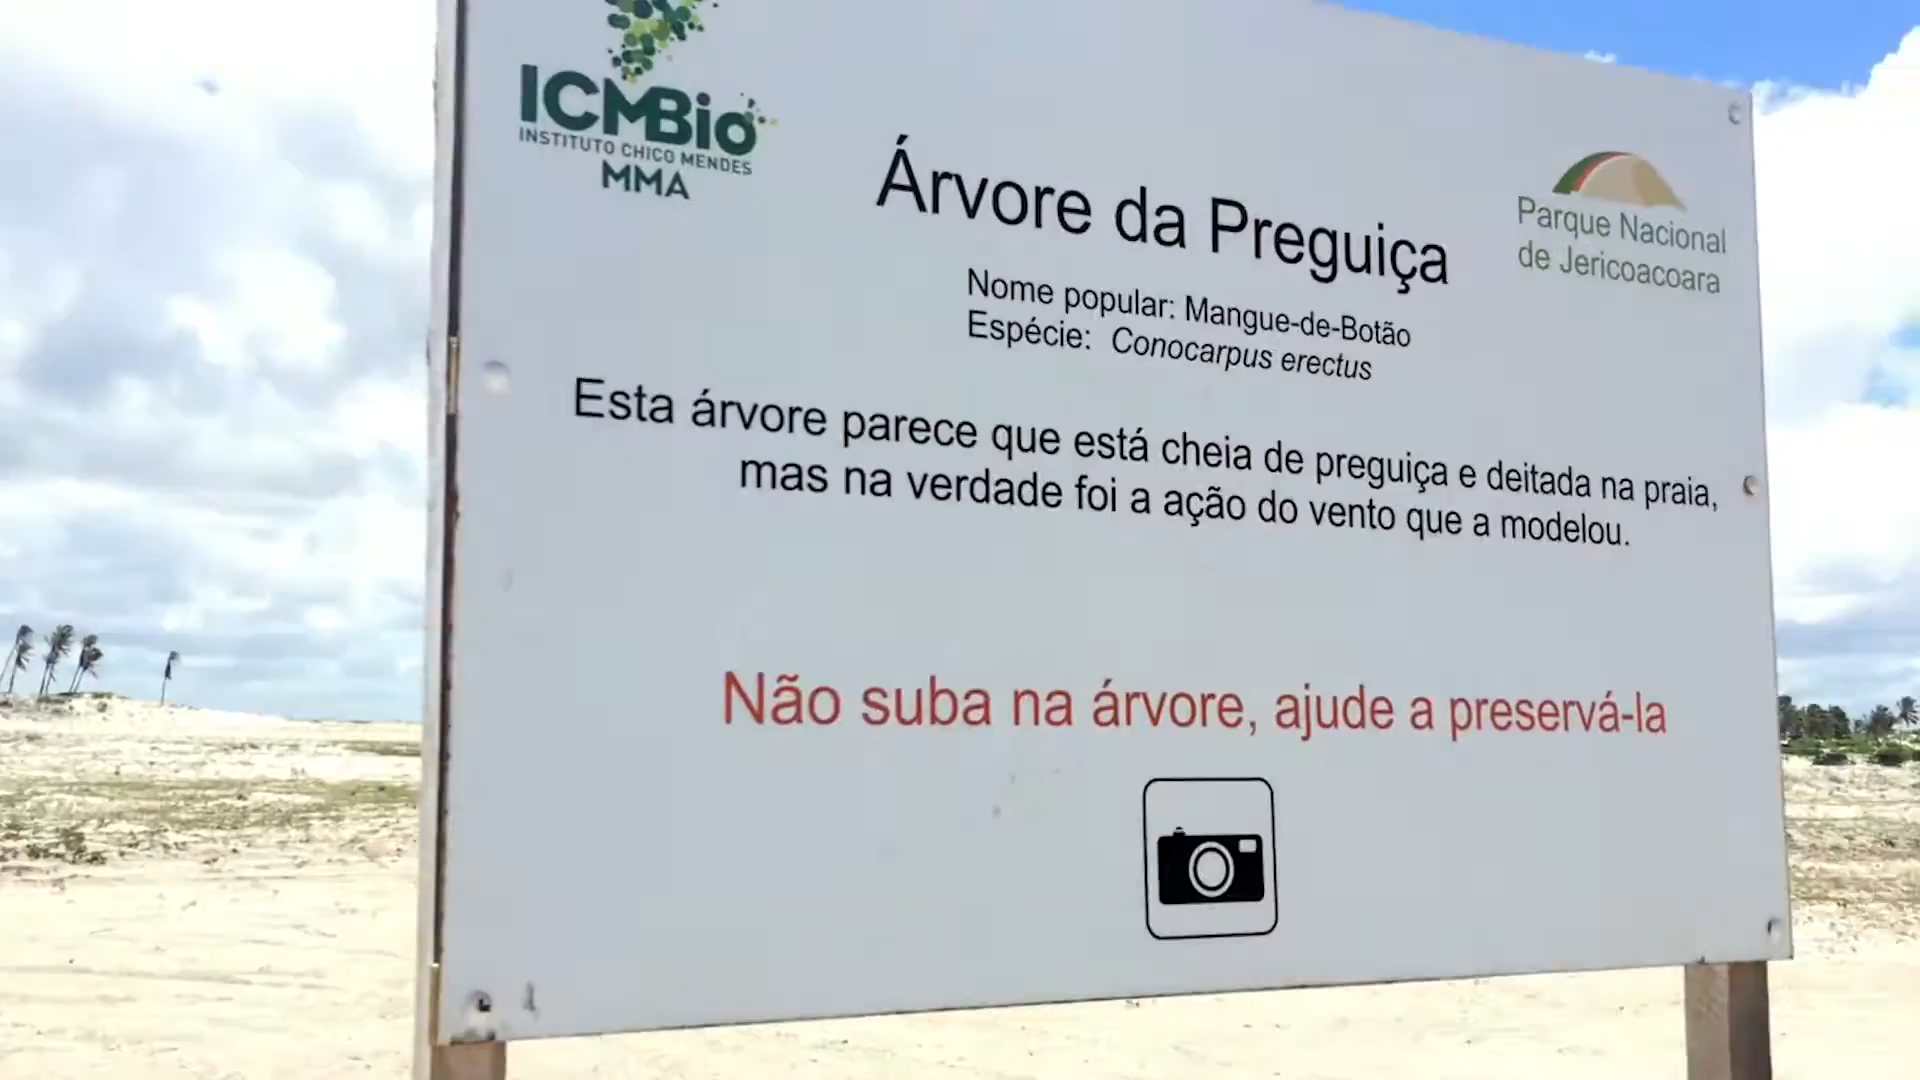 ICMBio
INSTITUTO CHICO MENDES
MMA
Árvore da Preguiça
Parque Nacional
de Jericoacoara
Nome popular: Mangue-de-Botão
Espécie: Conocarpus erectus
Esta árvore parece que está cheia de preguiça e deitada na praia,
mas na verdade foi a ação do vento que a modelou.
Não suba na árvore, ajude a preservá-la